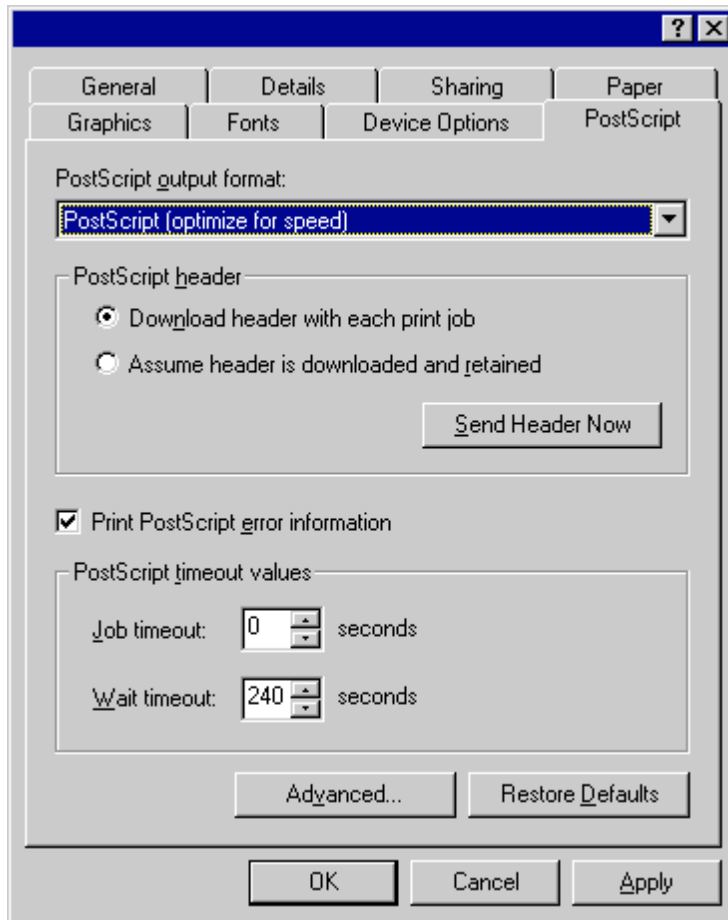 General Details Sharing Paper
Graphics Fonts Device Options PostScript
PostScript output format:
PostScript (optimize for speed)
PostScript header
Download header with each print job
Assume header is downloaded and retained
Send Header Now
Print PostScript error information
PostScript timeout values
Job timeout: 0 seconds
Wait timeout: 240 seconds
Advanced... Restore Defaults
OK Cancel Apply